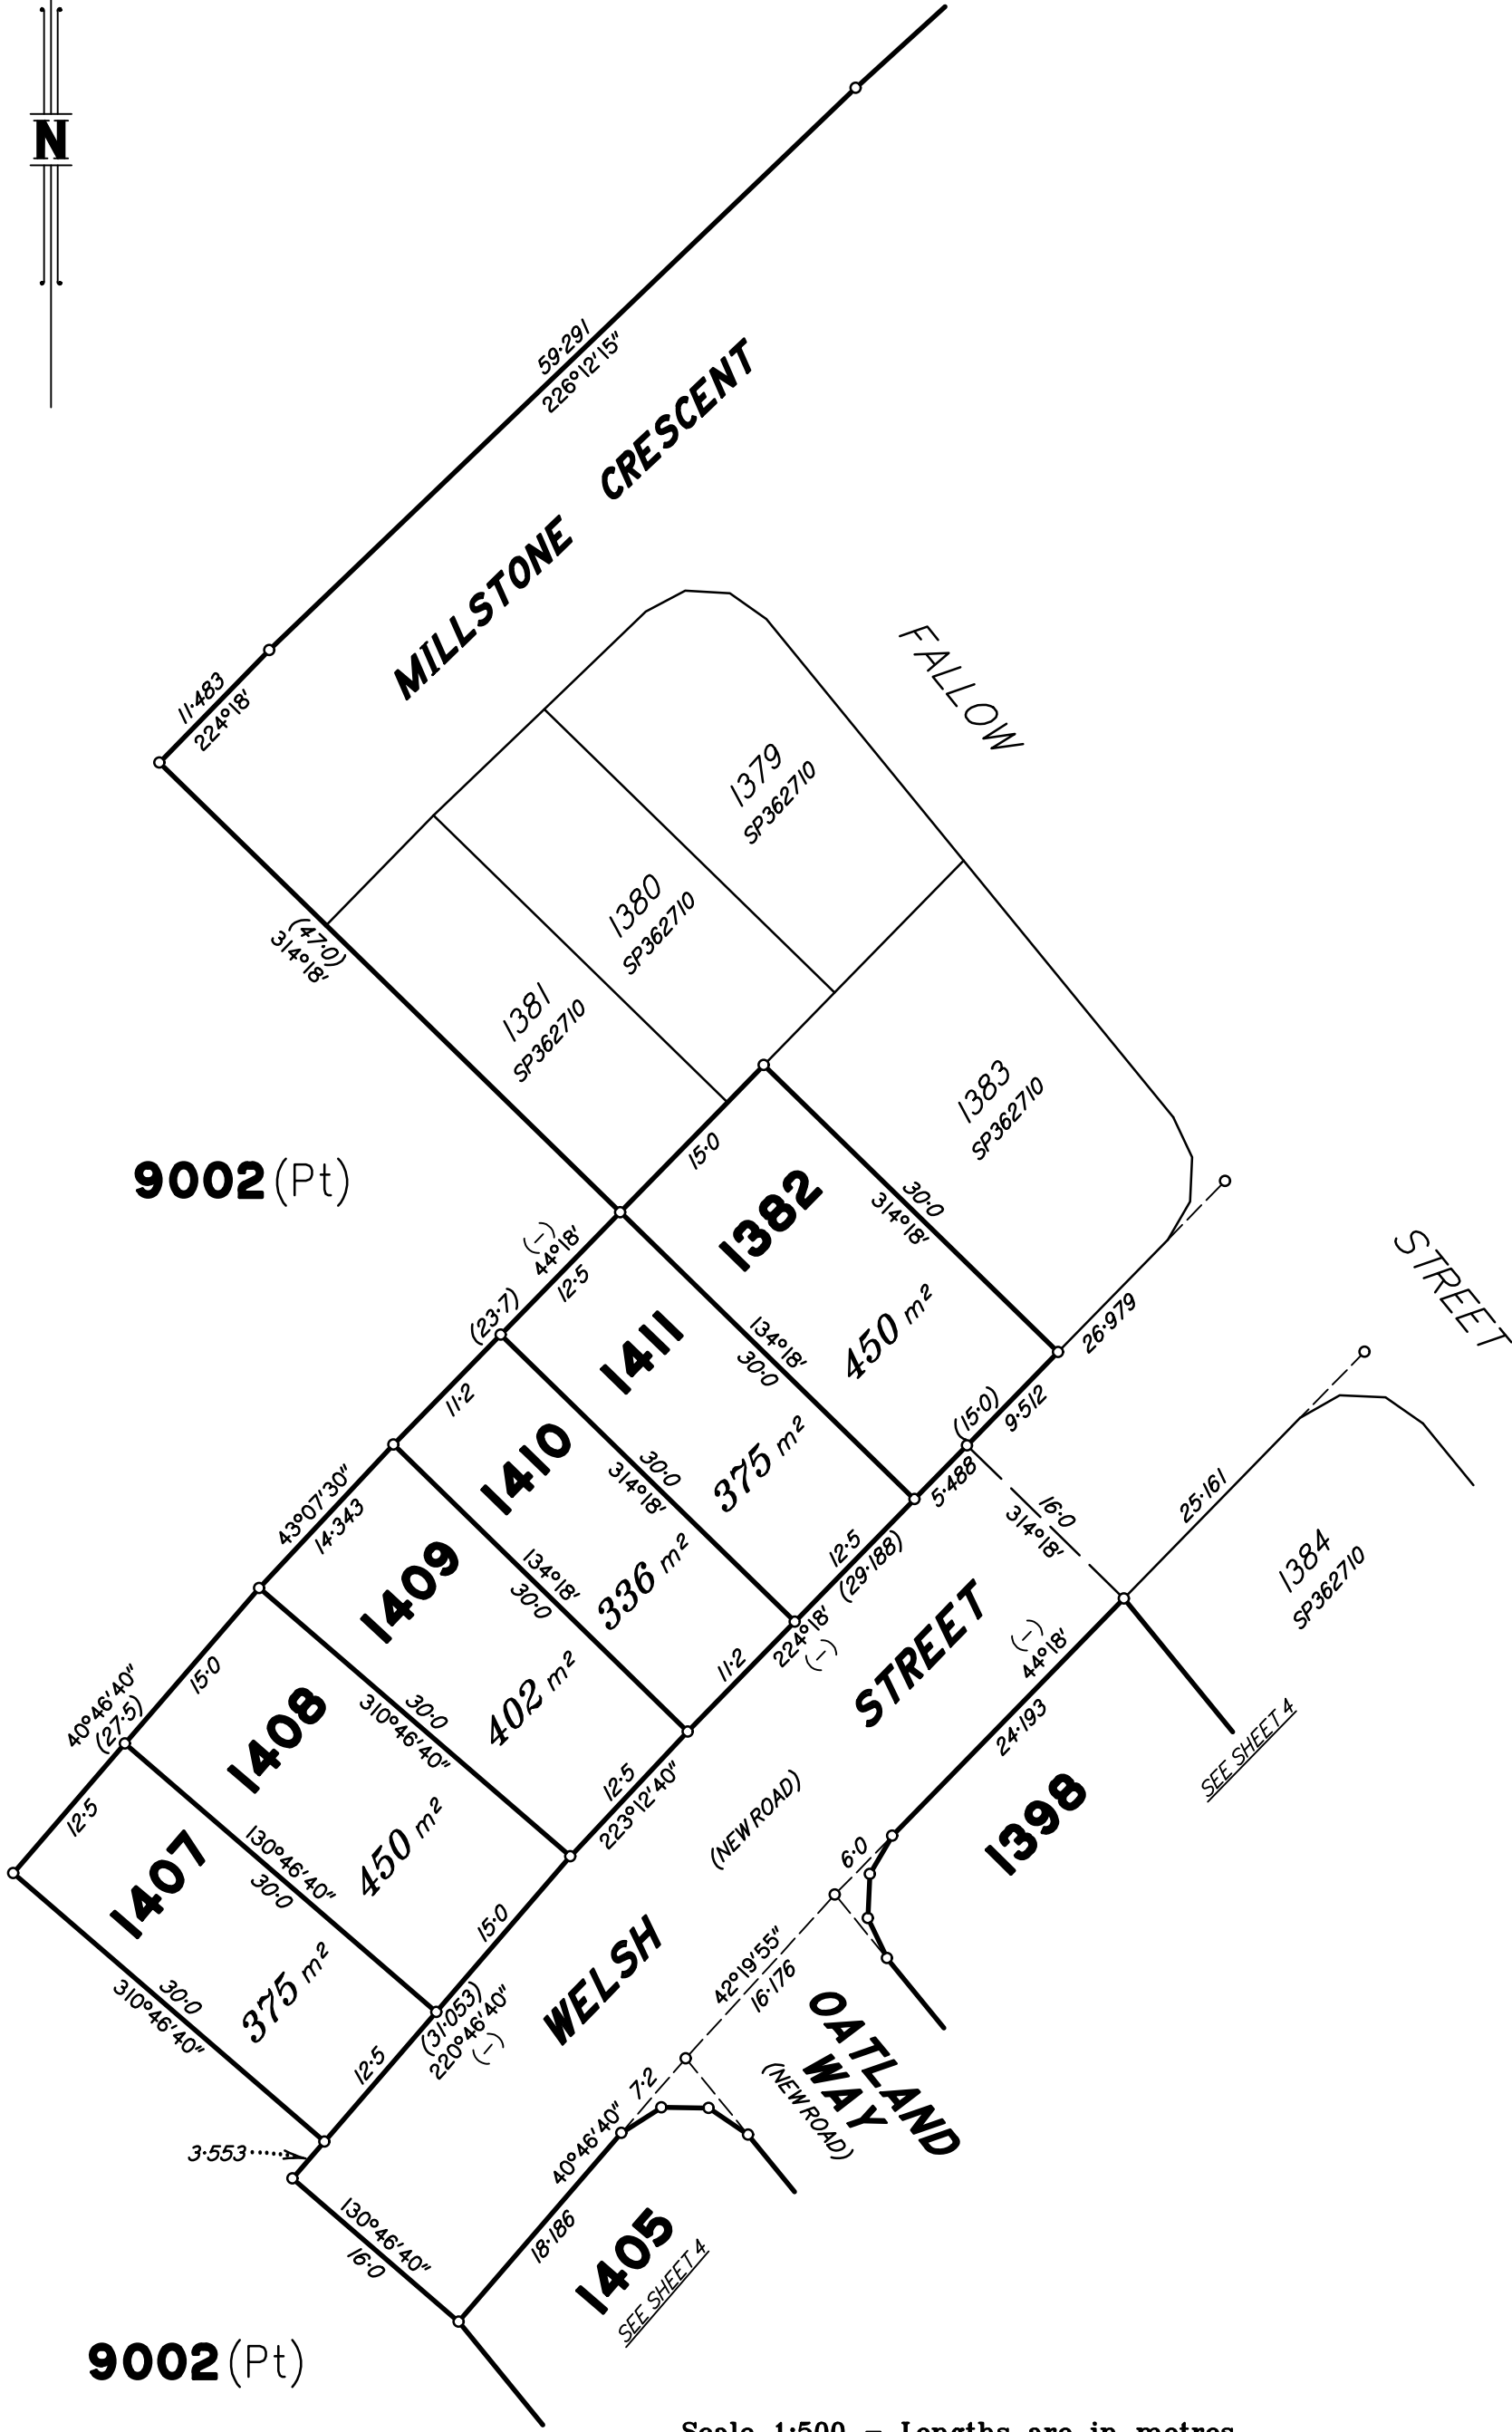 N
59·291
226°12'15"
MILLSTONE CRESCENT
11·483
224°18'
FALLOW
1379
SP362710
1380
SP362710
1381
SP362710
(47·0)
314°18'
1383
SP362710
9002(Pt)
15·0
1382
450 m²
30·0
314°18'
STREET
(-)
44°18'
12·5
(23·7)
1411
375 m²
134°18'
30·0
26·979
(15·0)
9·512
5·488
16·0
314°18'
25·161
1384
SP362710
11·2
1410
336 m²
30·0
314°18'
12·5
(29·188)
224°18'
(-)
43°07'30"
14·343
1409
402 m²
134°18'
30·0
11·2
STREET
(-)
44°18'
24·193
SEE SHEET 4
1398
40°46'40"
(27·5)
15·0
1408
450 m²
30·0
310°46'40"
12·5
223°12'40"
(NEW ROAD)
6·0
12·5
1407
375 m²
130°46'40"
30·0
15·0
WELSH
(31·053)
220°46'40"
(-)
42°19'55"
16·176
OATLAND
WAY
(NEW ROAD)
30·0
310°46'40"
12·5
7·2
40°46'40"
18·186
3·553
130°46'40"
16·0
1405
SEE SHEET 4
9002(Pt)
Scale 1:500 - Lengths are in metres